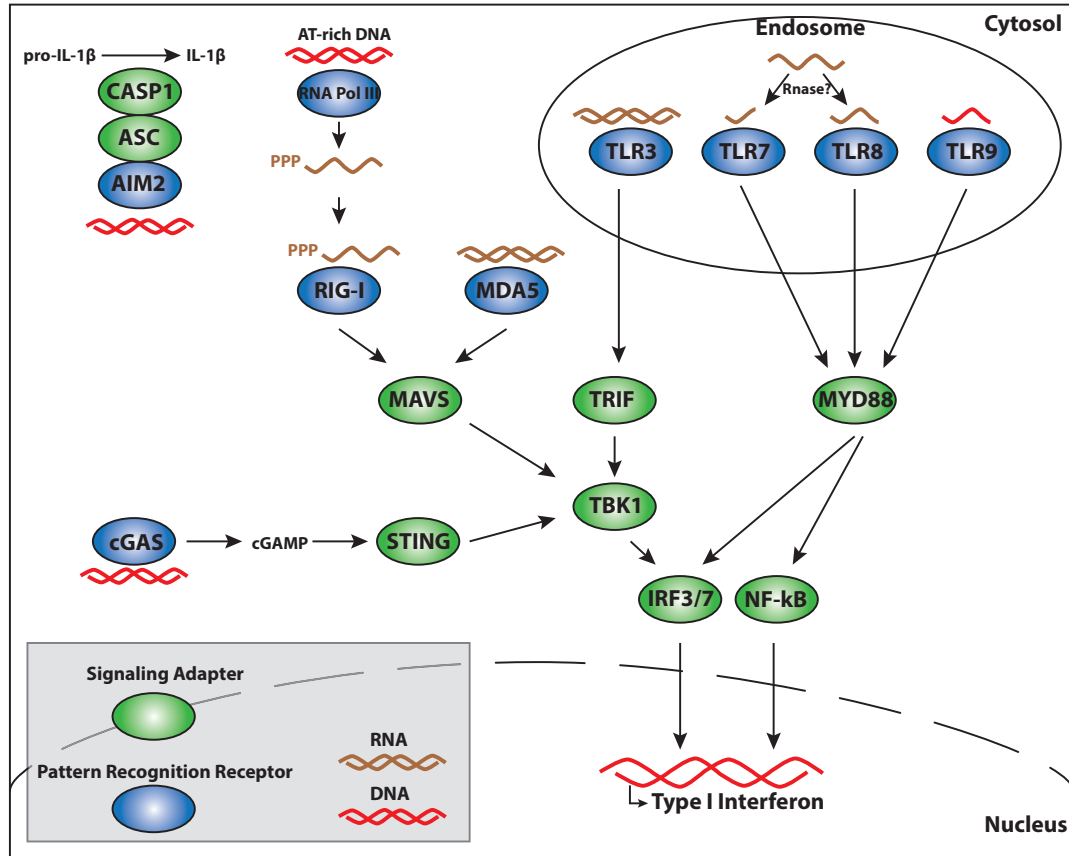 Cytosol
Endosome
AT-rich DNA
pro-IL-1β
IL-1β
Rnase?
CASP1
RNA Pol III
ASC
TLR3
TLR7
TLR8
TLR9
PPP
AIM2
PPP
RIG-I
MDA5
MAVS
TRIF
MYD88
TBK1
cGAS
cGAMP
STING
IRF3/7
NF-kB
Signaling Adapter
RNA
Pattern Recognition Receptor
DNA
Type I Interferon
Nucleus